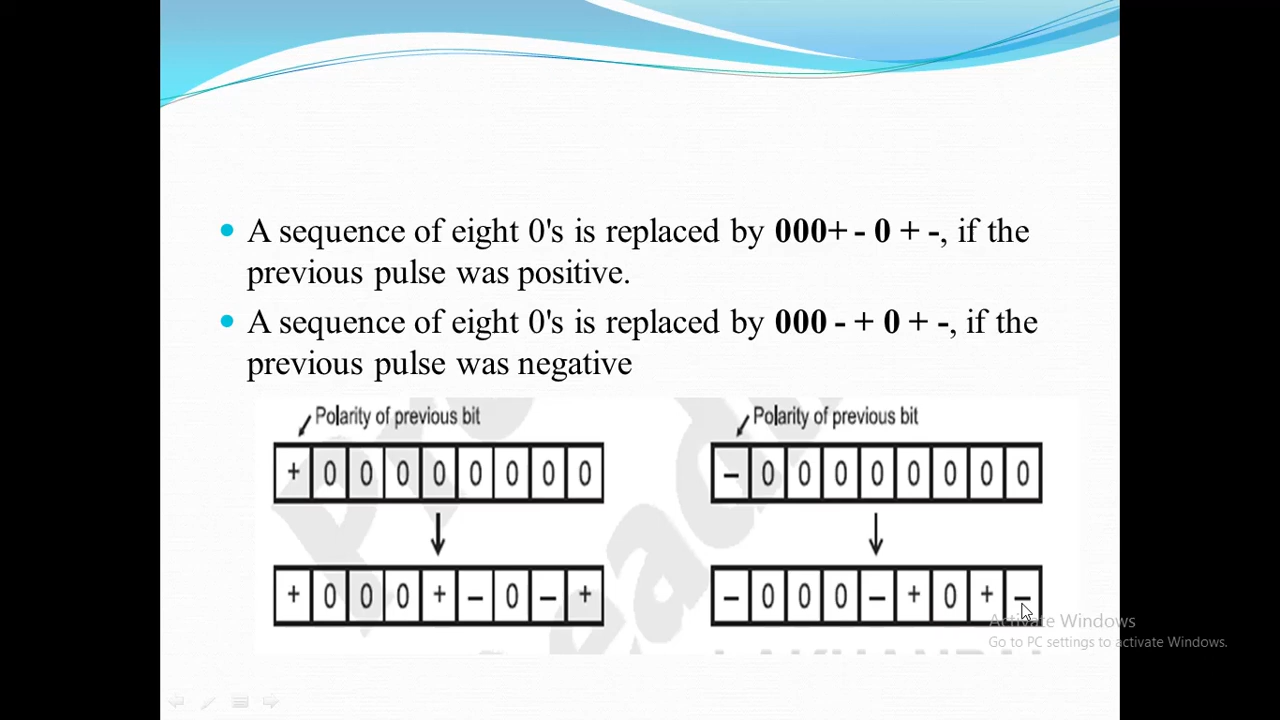 A sequence of eight 0's is replaced by 000+ - 0 + -, if the
previous pulse was positive.
A sequence of eight 0's is replaced by 000 - + 0 + -, if the
previous pulse was negative
Polarity of previous bit
+ 0 0 0 0 0 0 0 0
+ 0 0 0 + – 0 – +
Polarity of previous bit
– 0 0 0 0 0 0 0 0
– 0 0 0 – + 0 + –
Activate Windows
Go to PC settings to activate Windows.